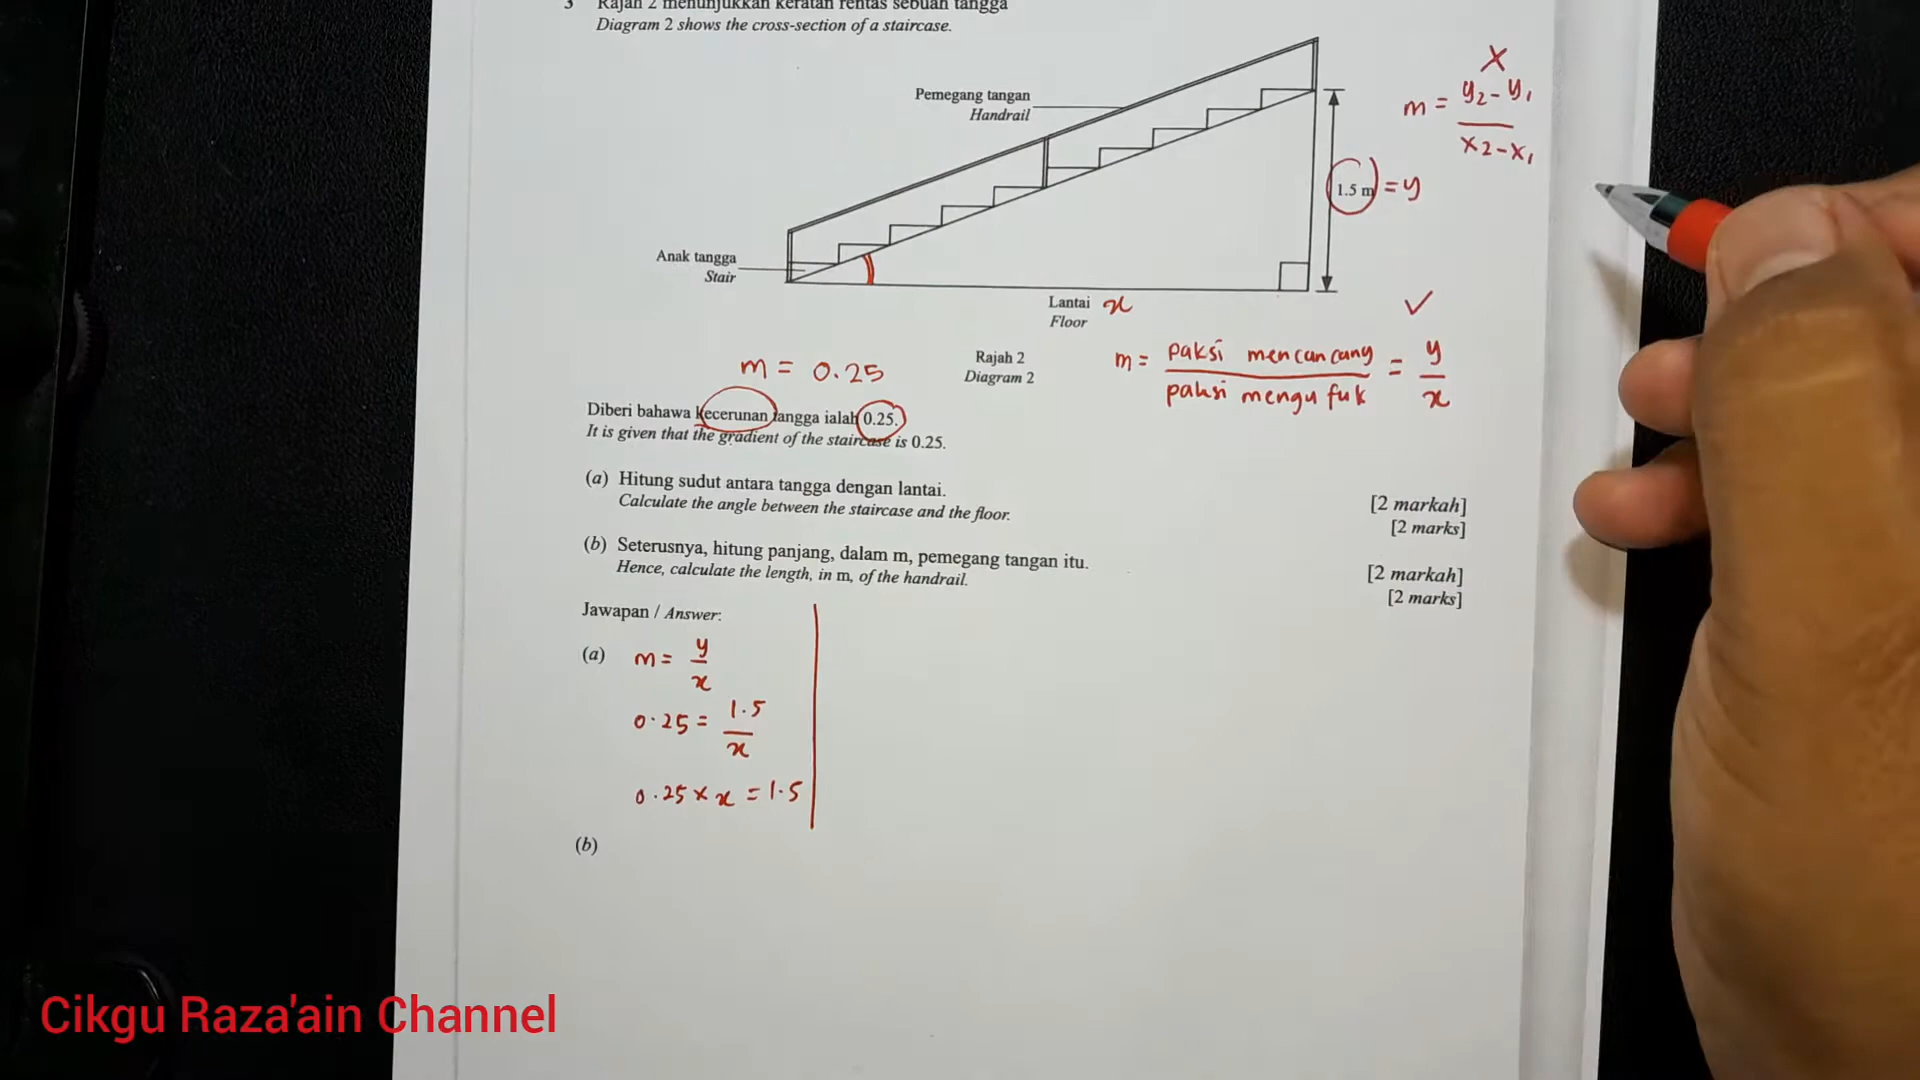 3 Rajah 2 menunjukkan keratan rentas sebuah tangga
Diagram 2 shows the cross-section of a staircase.
Pemegang tangan
Handrail
Anak tangga
Stair
1.5 m = y
Lantai x
Floor
x
m = y2 - y1
x2 - x1
✓
m = paksi mencancang = y
paksi mengufuk x
m = 0.25
Rajah 2
Diagram 2
Diberi bahawa kecerunan tangga ialah 0.25.
It is given that the gradient of the staircase is 0.25.
(a) Hitung sudut antara tangga dengan lantai.
[2 markah]
Calculate the angle between the staircase and the floor.
[2 marks]
(b) Seterusnya, hitung panjang, dalam m, pemegang tangan itu.
[2 markah]
Hence, calculate the length, in m, of the handrail.
[2 marks]
Jawapan / Answer:
(a) m = y
x
0.25 = 1.5
x
0.25 × x = 1.5
(b)
Cikgu Raza'ain Channel